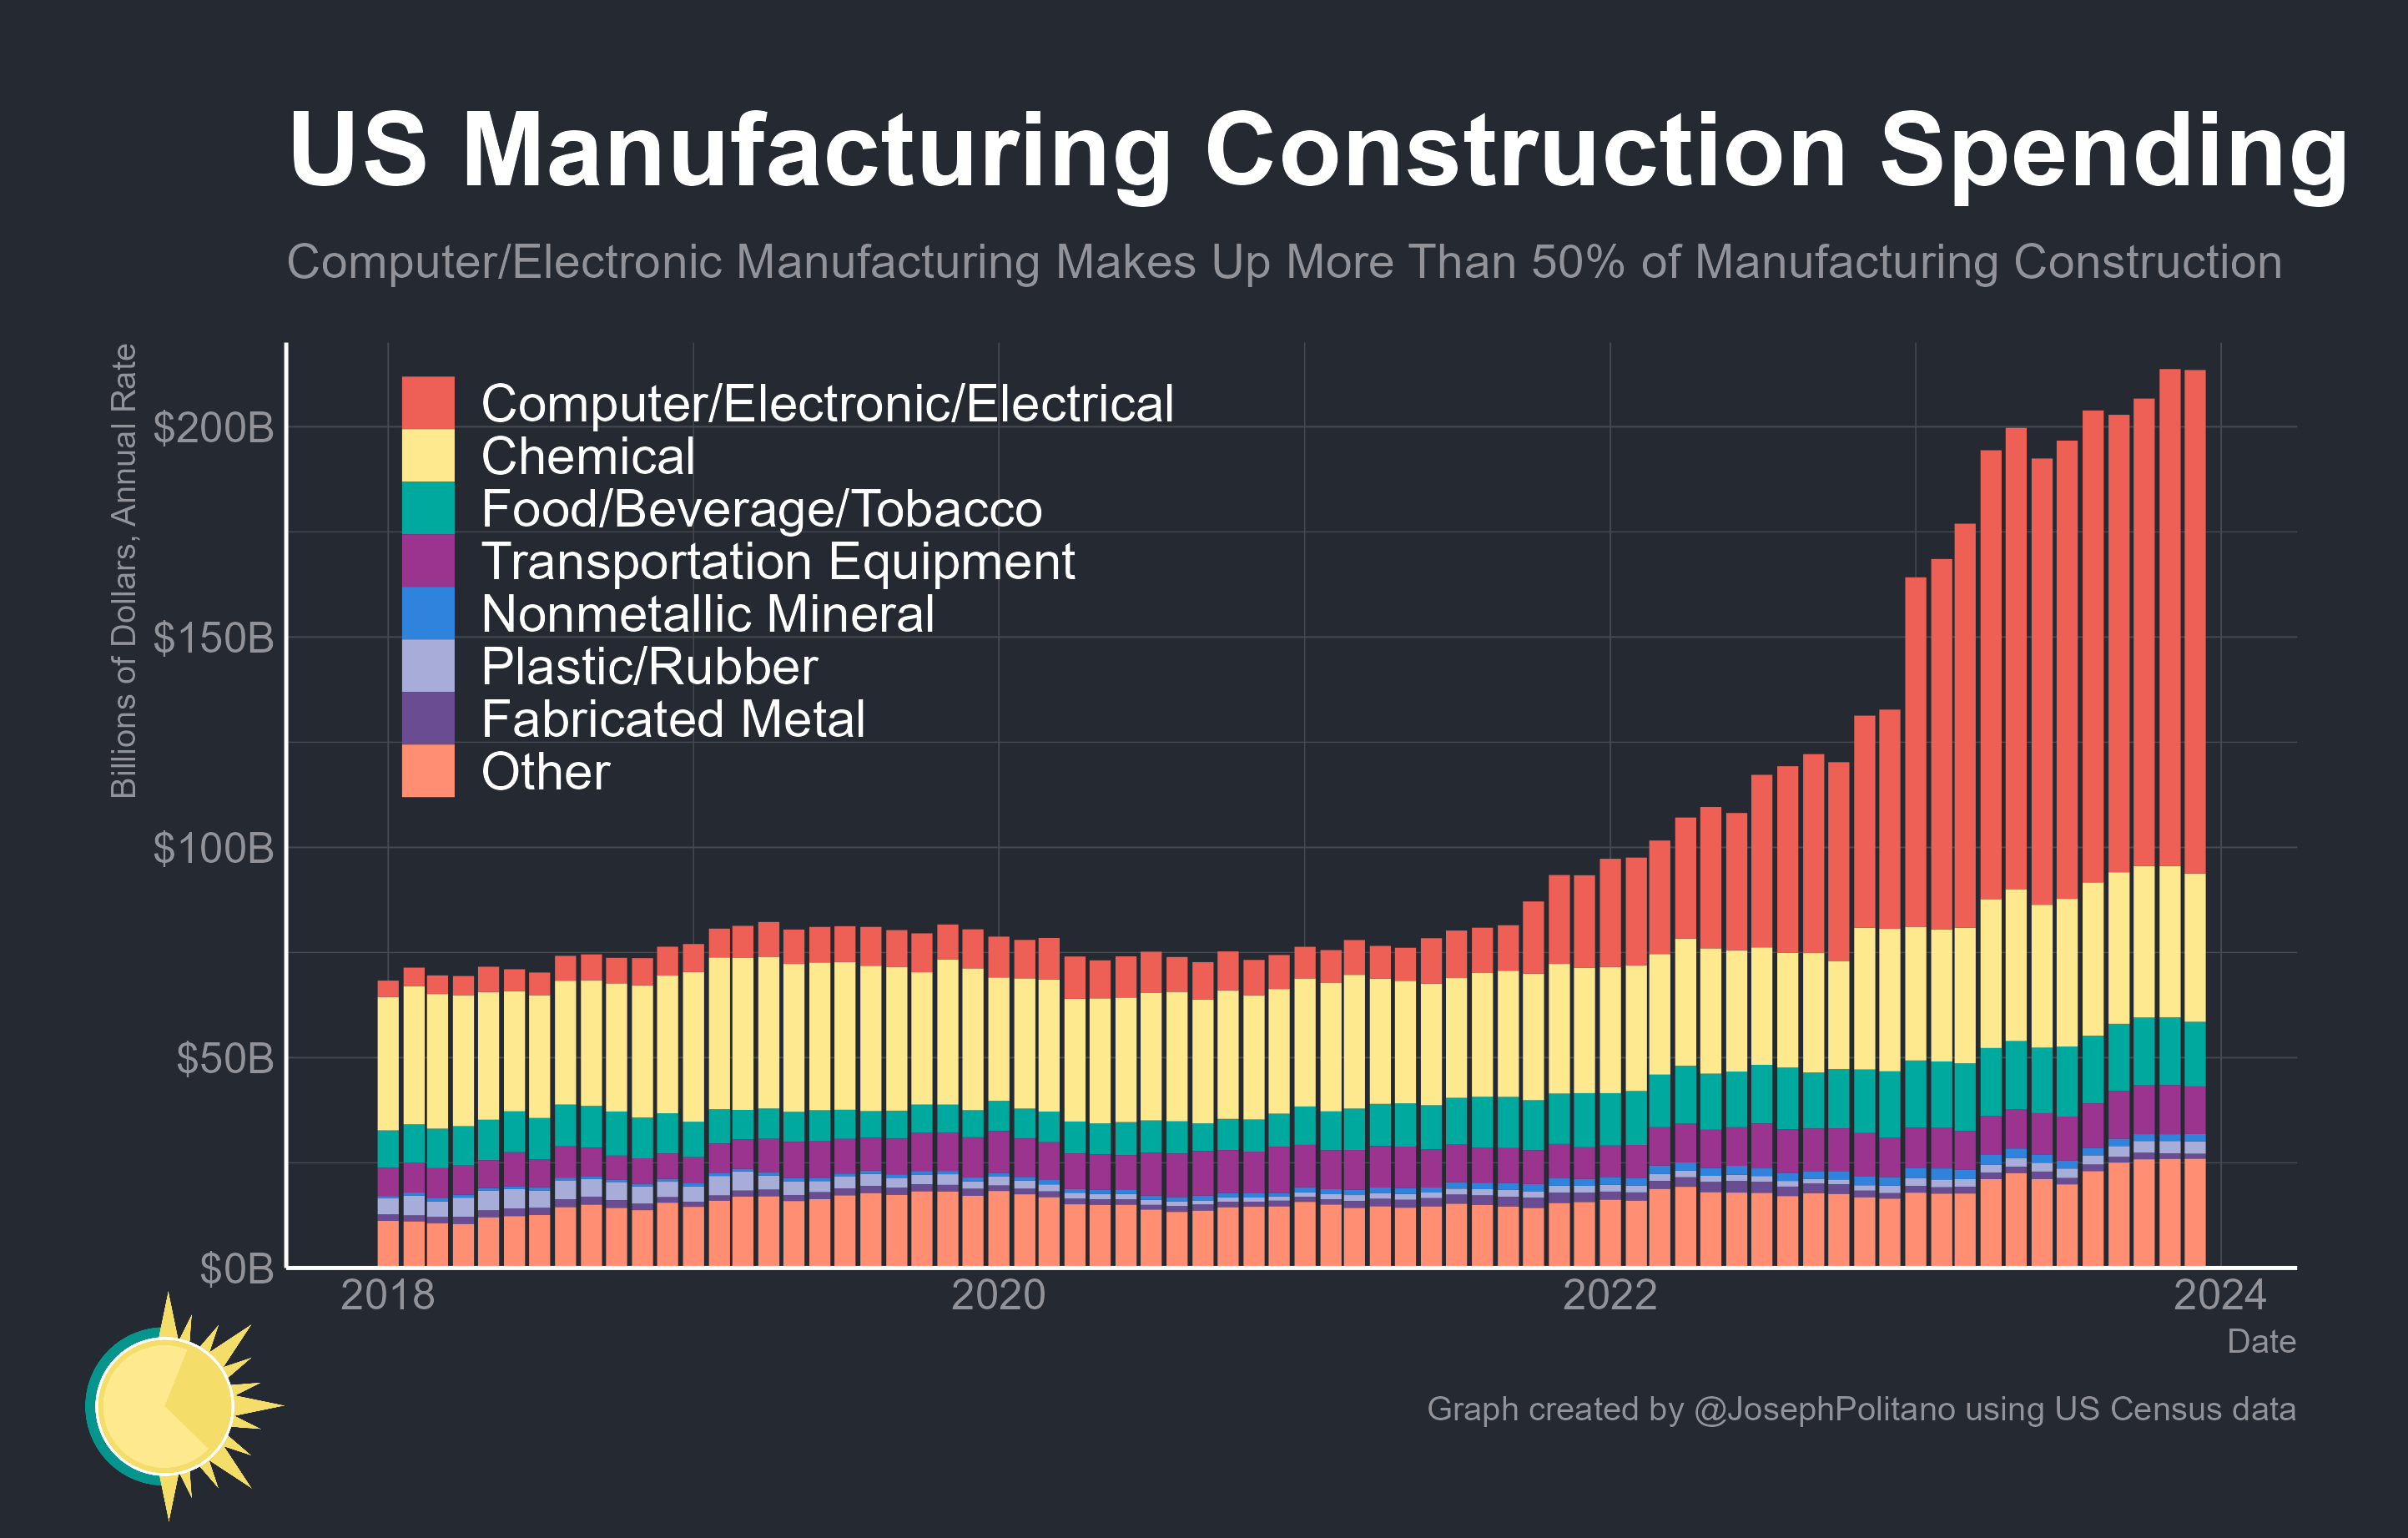 US Manufacturing Construction Spending
Computer/Electronic Manufacturing Makes Up More Than 50% of Manufacturing Construction
Billions of Dollars, Annual Rate
$200B
$150B
$100B
$50B
$0B
Computer/Electronic/Electrical
Chemical
Food/Beverage/Tobacco
Transportation Equipment
Nonmetallic Mineral
Plastic/Rubber
Fabricated Metal
Other
2018 2020 2022 2024
Date
Graph created by @JosephPolitano using US Census data